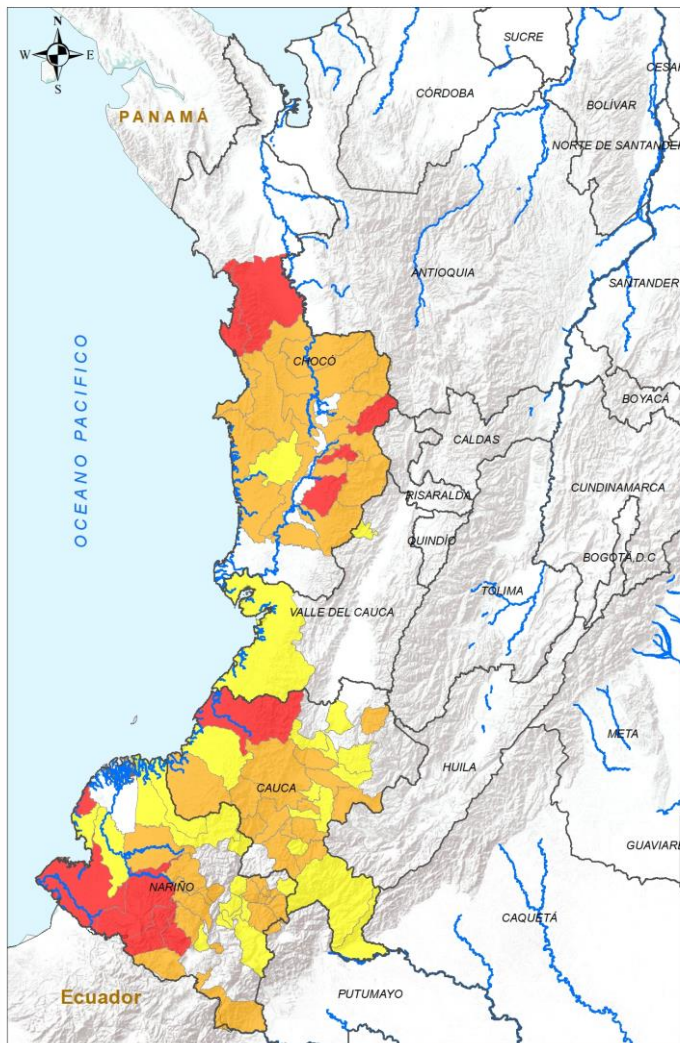 N
W E
S
SUCRE
CESAR
CÓRDOBA
BOLÍVAR
PANAMÁ
NORTE DE SANTANDER
ANTIOQUIA
SANTANDER
OCEANO PACIFICO
CHOCÓ
BOYACÁ
CALDAS
RISARALDA
CUNDINAMARCA
QUINDÍO
BOGOTÁ D.C.
TOLIMA
VALLE DEL CAUCA
META
HUILA
CAUCA
GUAVIARE
NARIÑO
CAQUETÁ
Ecuador
PUTUMAYO